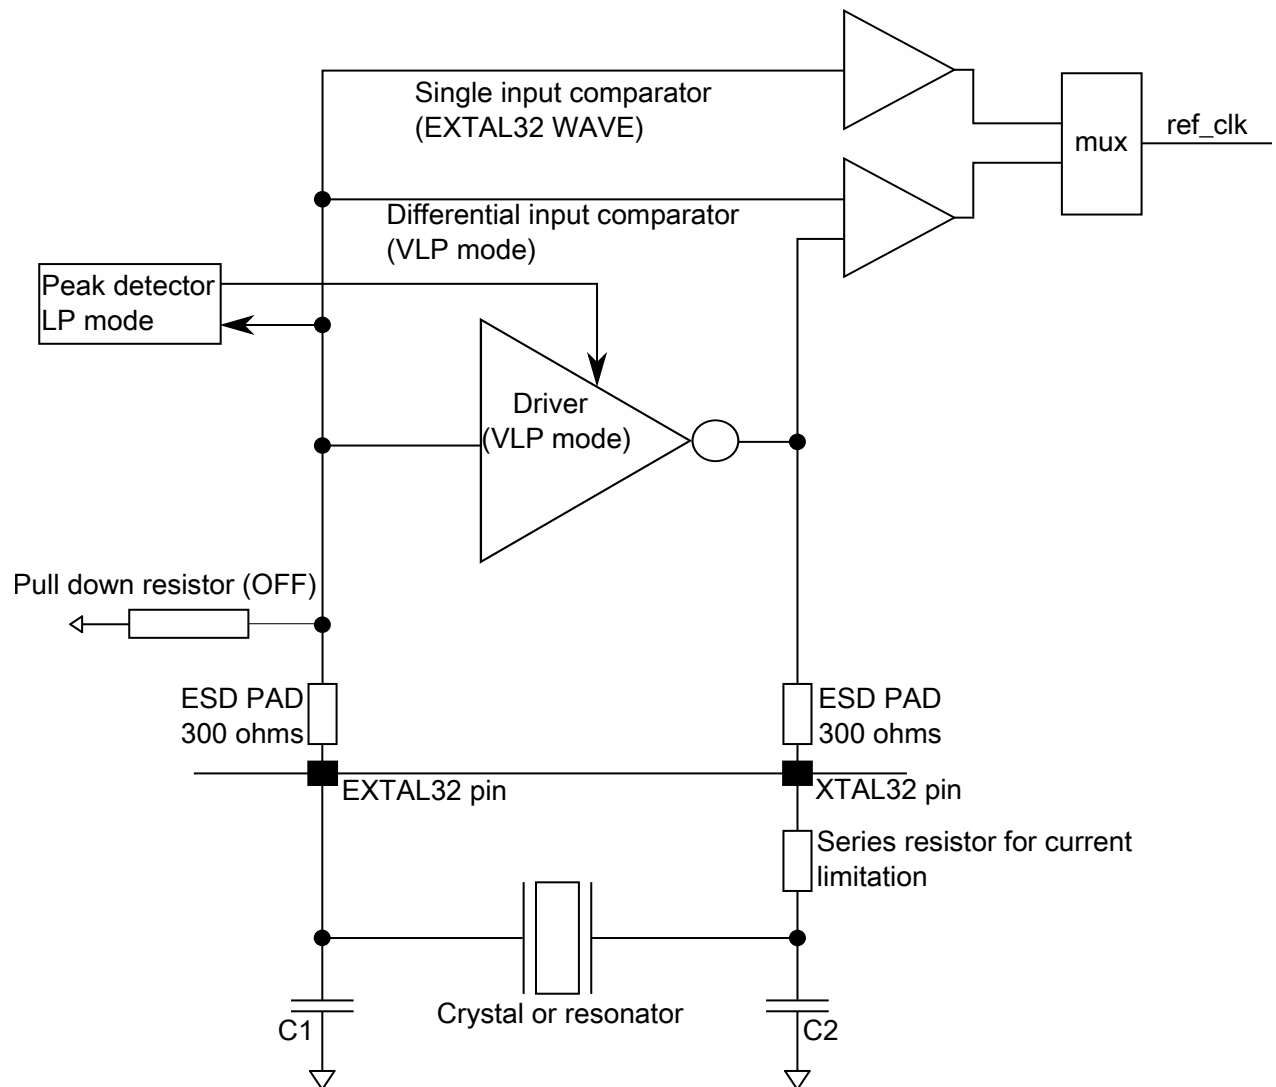 Single input comparator
(EXTAL32 WAVE)
ref_clk
mux
Differential input comparator
(VLP mode)
Peak detector
LP mode
Driver
(VLP mode)
Pull down resistor (OFF)
ESD PAD
300 ohms
ESD PAD
300 ohms
EXTAL32 pin
XTAL32 pin
Series resistor for current
limitation
Crystal or resonator
C1
C2